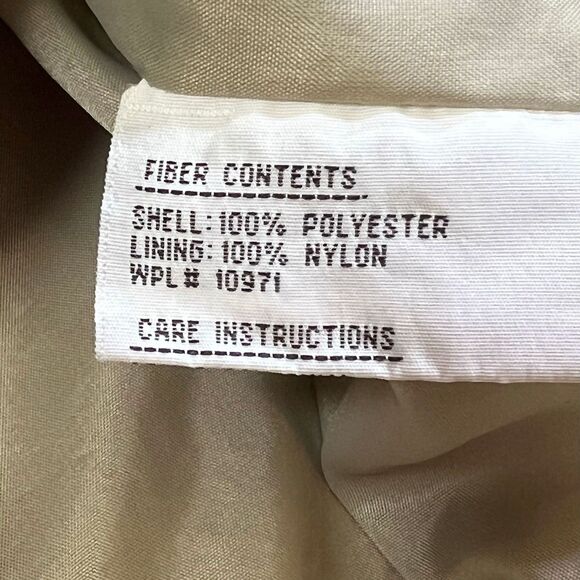 FIBER CONTENTS
SHELL: 100% POLYESTER
LINING: 100% NYLON
WPL# 10971
CARE INSTRUCTIONS